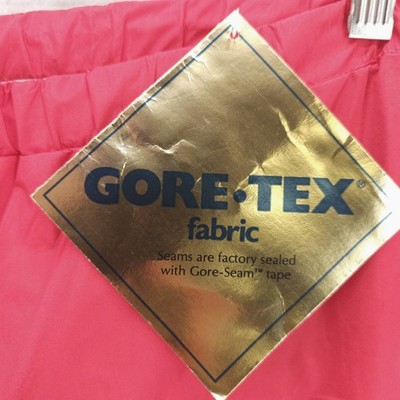 GORE·TEX®
fabric
Seams are factory sealed
with Gore-Seam™ tape